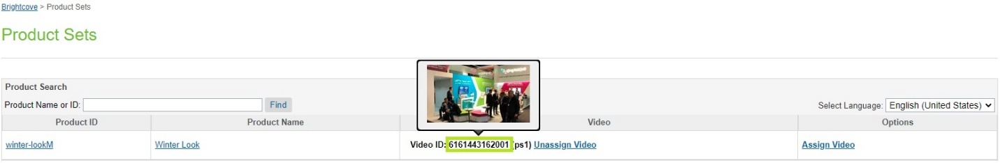 Brightcove > Product Sets
Product Sets
Product Search
Product Name or ID: Find
Select Language: English (United States)
Product ID Product Name Video Options
winter-lookM Winter Look Video ID: 6161443162001 (ps1) Unassign Video Assign Video